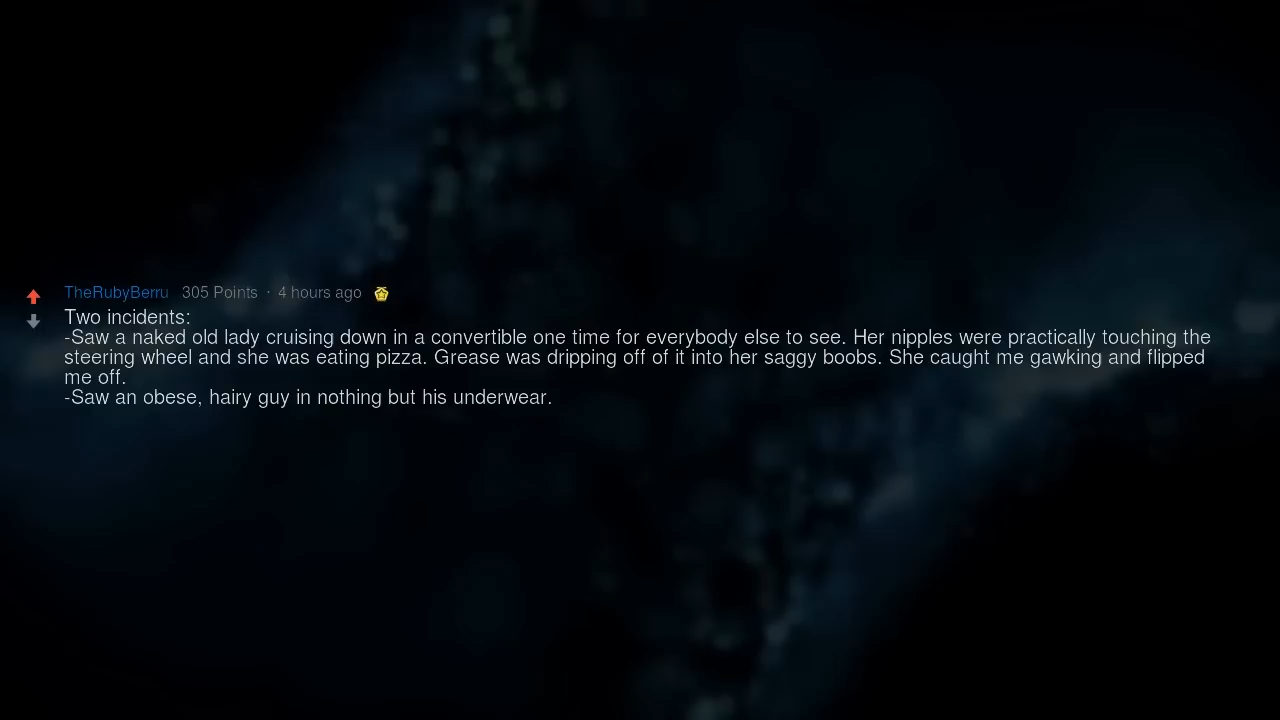 TheRubyBerru 305 Points · 4 hours ago
Two incidents:
-Saw a naked old lady cruising down in a convertible one time for everybody else to see. Her nipples were practically touching the
steering wheel and she was eating pizza. Grease was dripping off of it into her saggy boobs. She caught me gawking and flipped
me off.
-Saw an obese, hairy guy in nothing but his underwear.